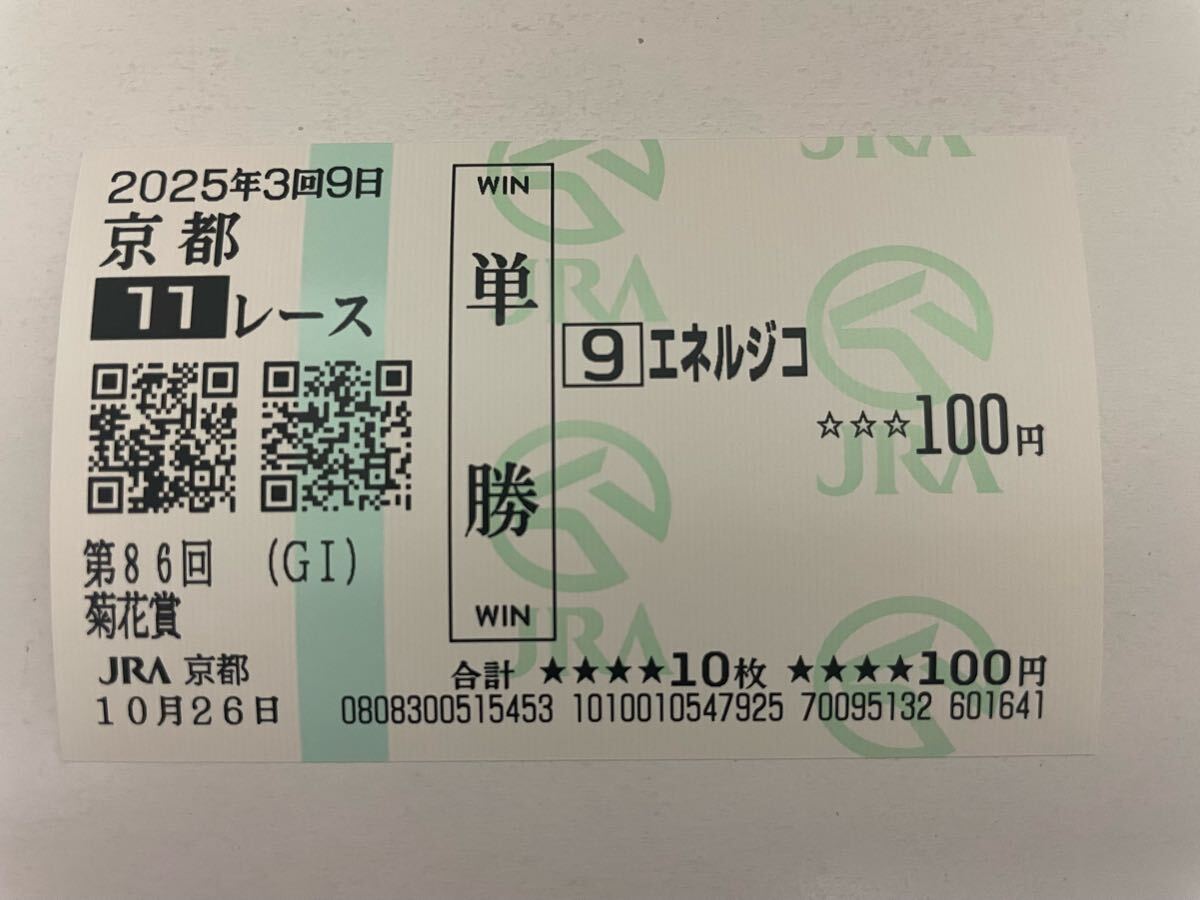 2025年3回9日
京都
11レース
第86回 (GI)
菊花賞
JRA 京都
10月26日
WIN
単勝
WIN
9 エネルジコ
☆☆☆100円
合計 ★★★★10枚 ★★★★100円
0808300515453 1010010547925 70095132 601641
JRA
JRA
JRA
JRA